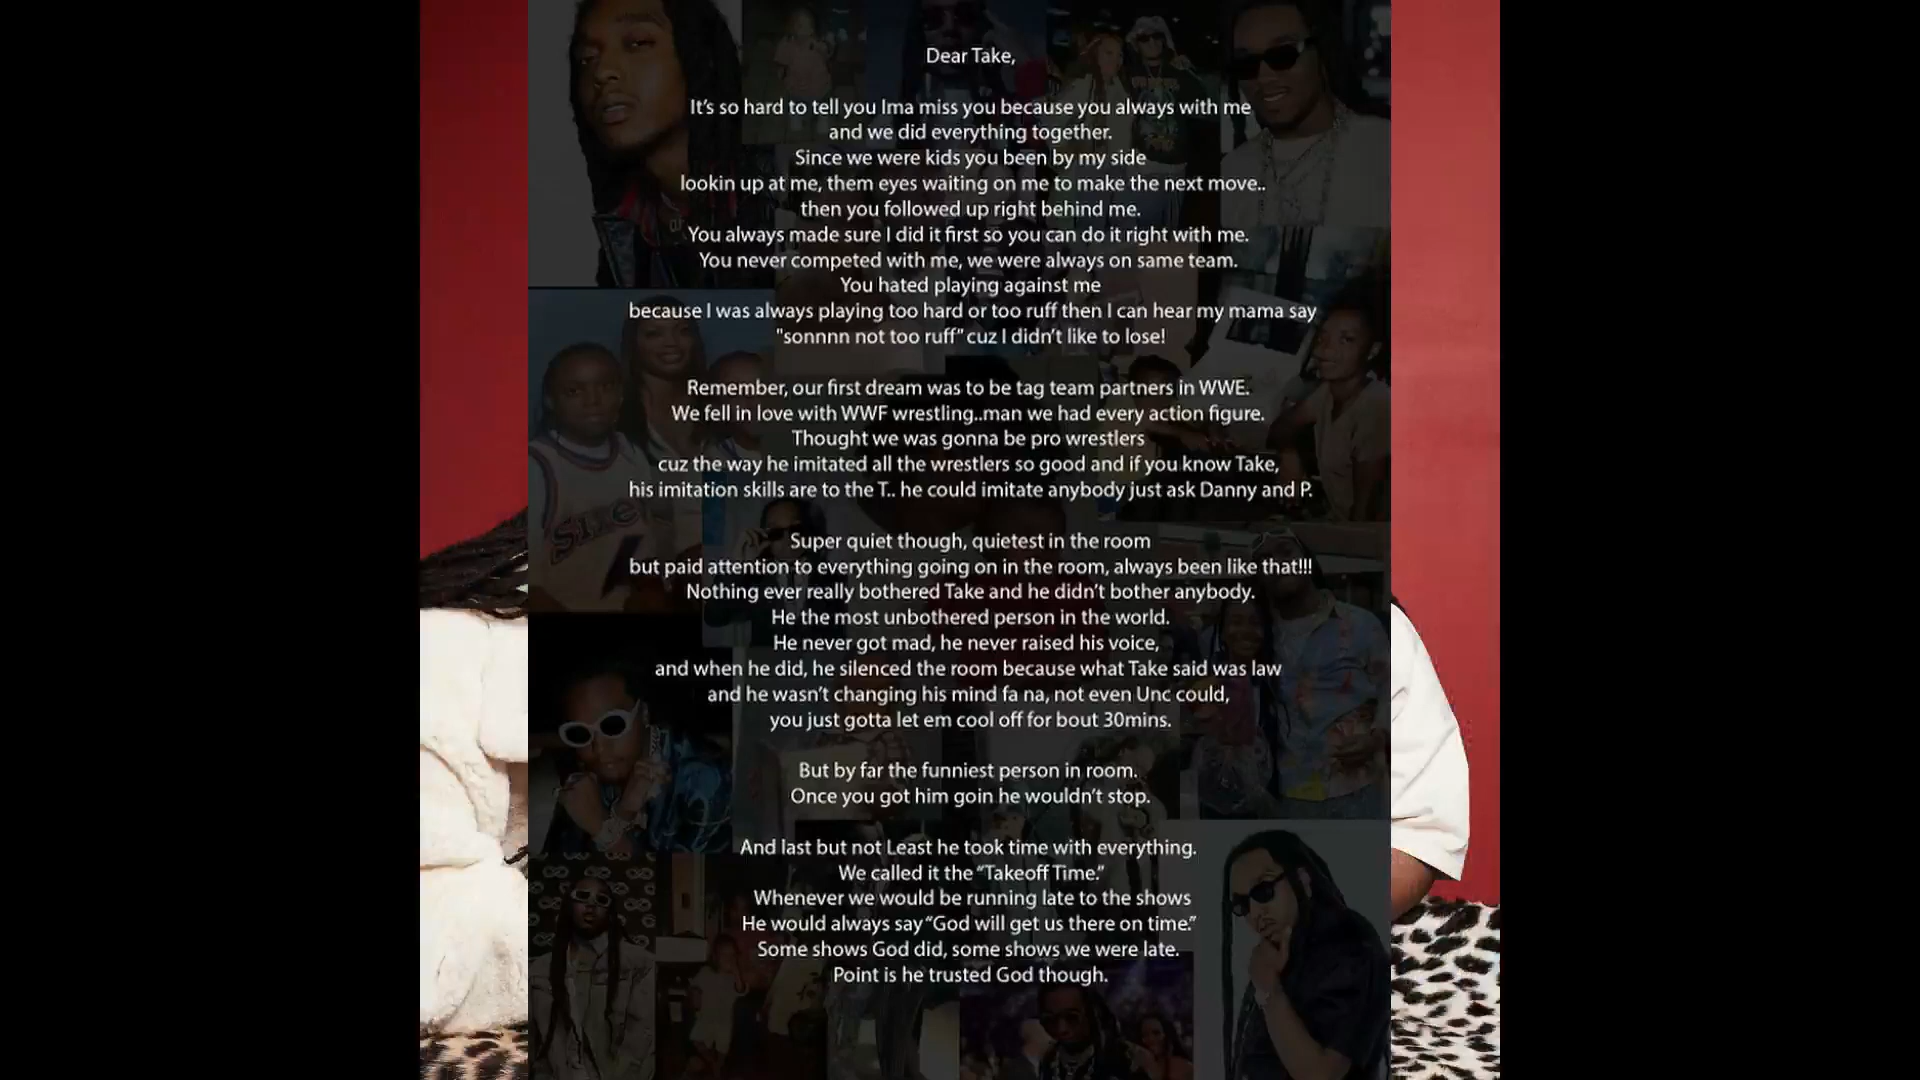 Dear Take,
It's so hard to tell you Ima miss you because you always with me
and we did everything together.
Since we were kids you been by my side
lookin up at me, them eyes waiting on me to make the next move..
then you followed up right behind me.
You always made sure I did it first so you can do it right with me.
You never competed with me, we were always on same team.
You hated playing against me
because I was always playing too hard or too ruff then I can hear my mama say
"sonnnn not too ruff" cuz I didn't like to lose!
Remember, our first dream was to be tag team partners in WWE.
We fell in love with WWF wrestling..man we had every action figure.
Thought we was gonna be pro wrestlers
cuz the way he imitated all the wrestlers so good and if you know Take,
his imitation skills are to the T.. he could imitate anybody just ask Danny and P.
Super quiet though, quietest in the room
but paid attention to everything going on in the room, always been like that!!!
Nothing ever really bothered Take and he didn't bother anybody.
He the most unbothered person in the world.
He never got mad, he never raised his voice,
and when he did, he silenced the room because what Take said was law
and he wasn't changing his mind fa na, not even Unc could,
you just gotta let em cool off for bout 30mins.
But by far the funniest person in room.
Once you got him goin he wouldn't stop.
And last but not Least he took time with everything.
We called it the “Takeoff Time.”
Whenever we would be running late to the shows
He would always say “God will get us there on time.”
Some shows God did, some shows we were late.
Point is he trusted God though.